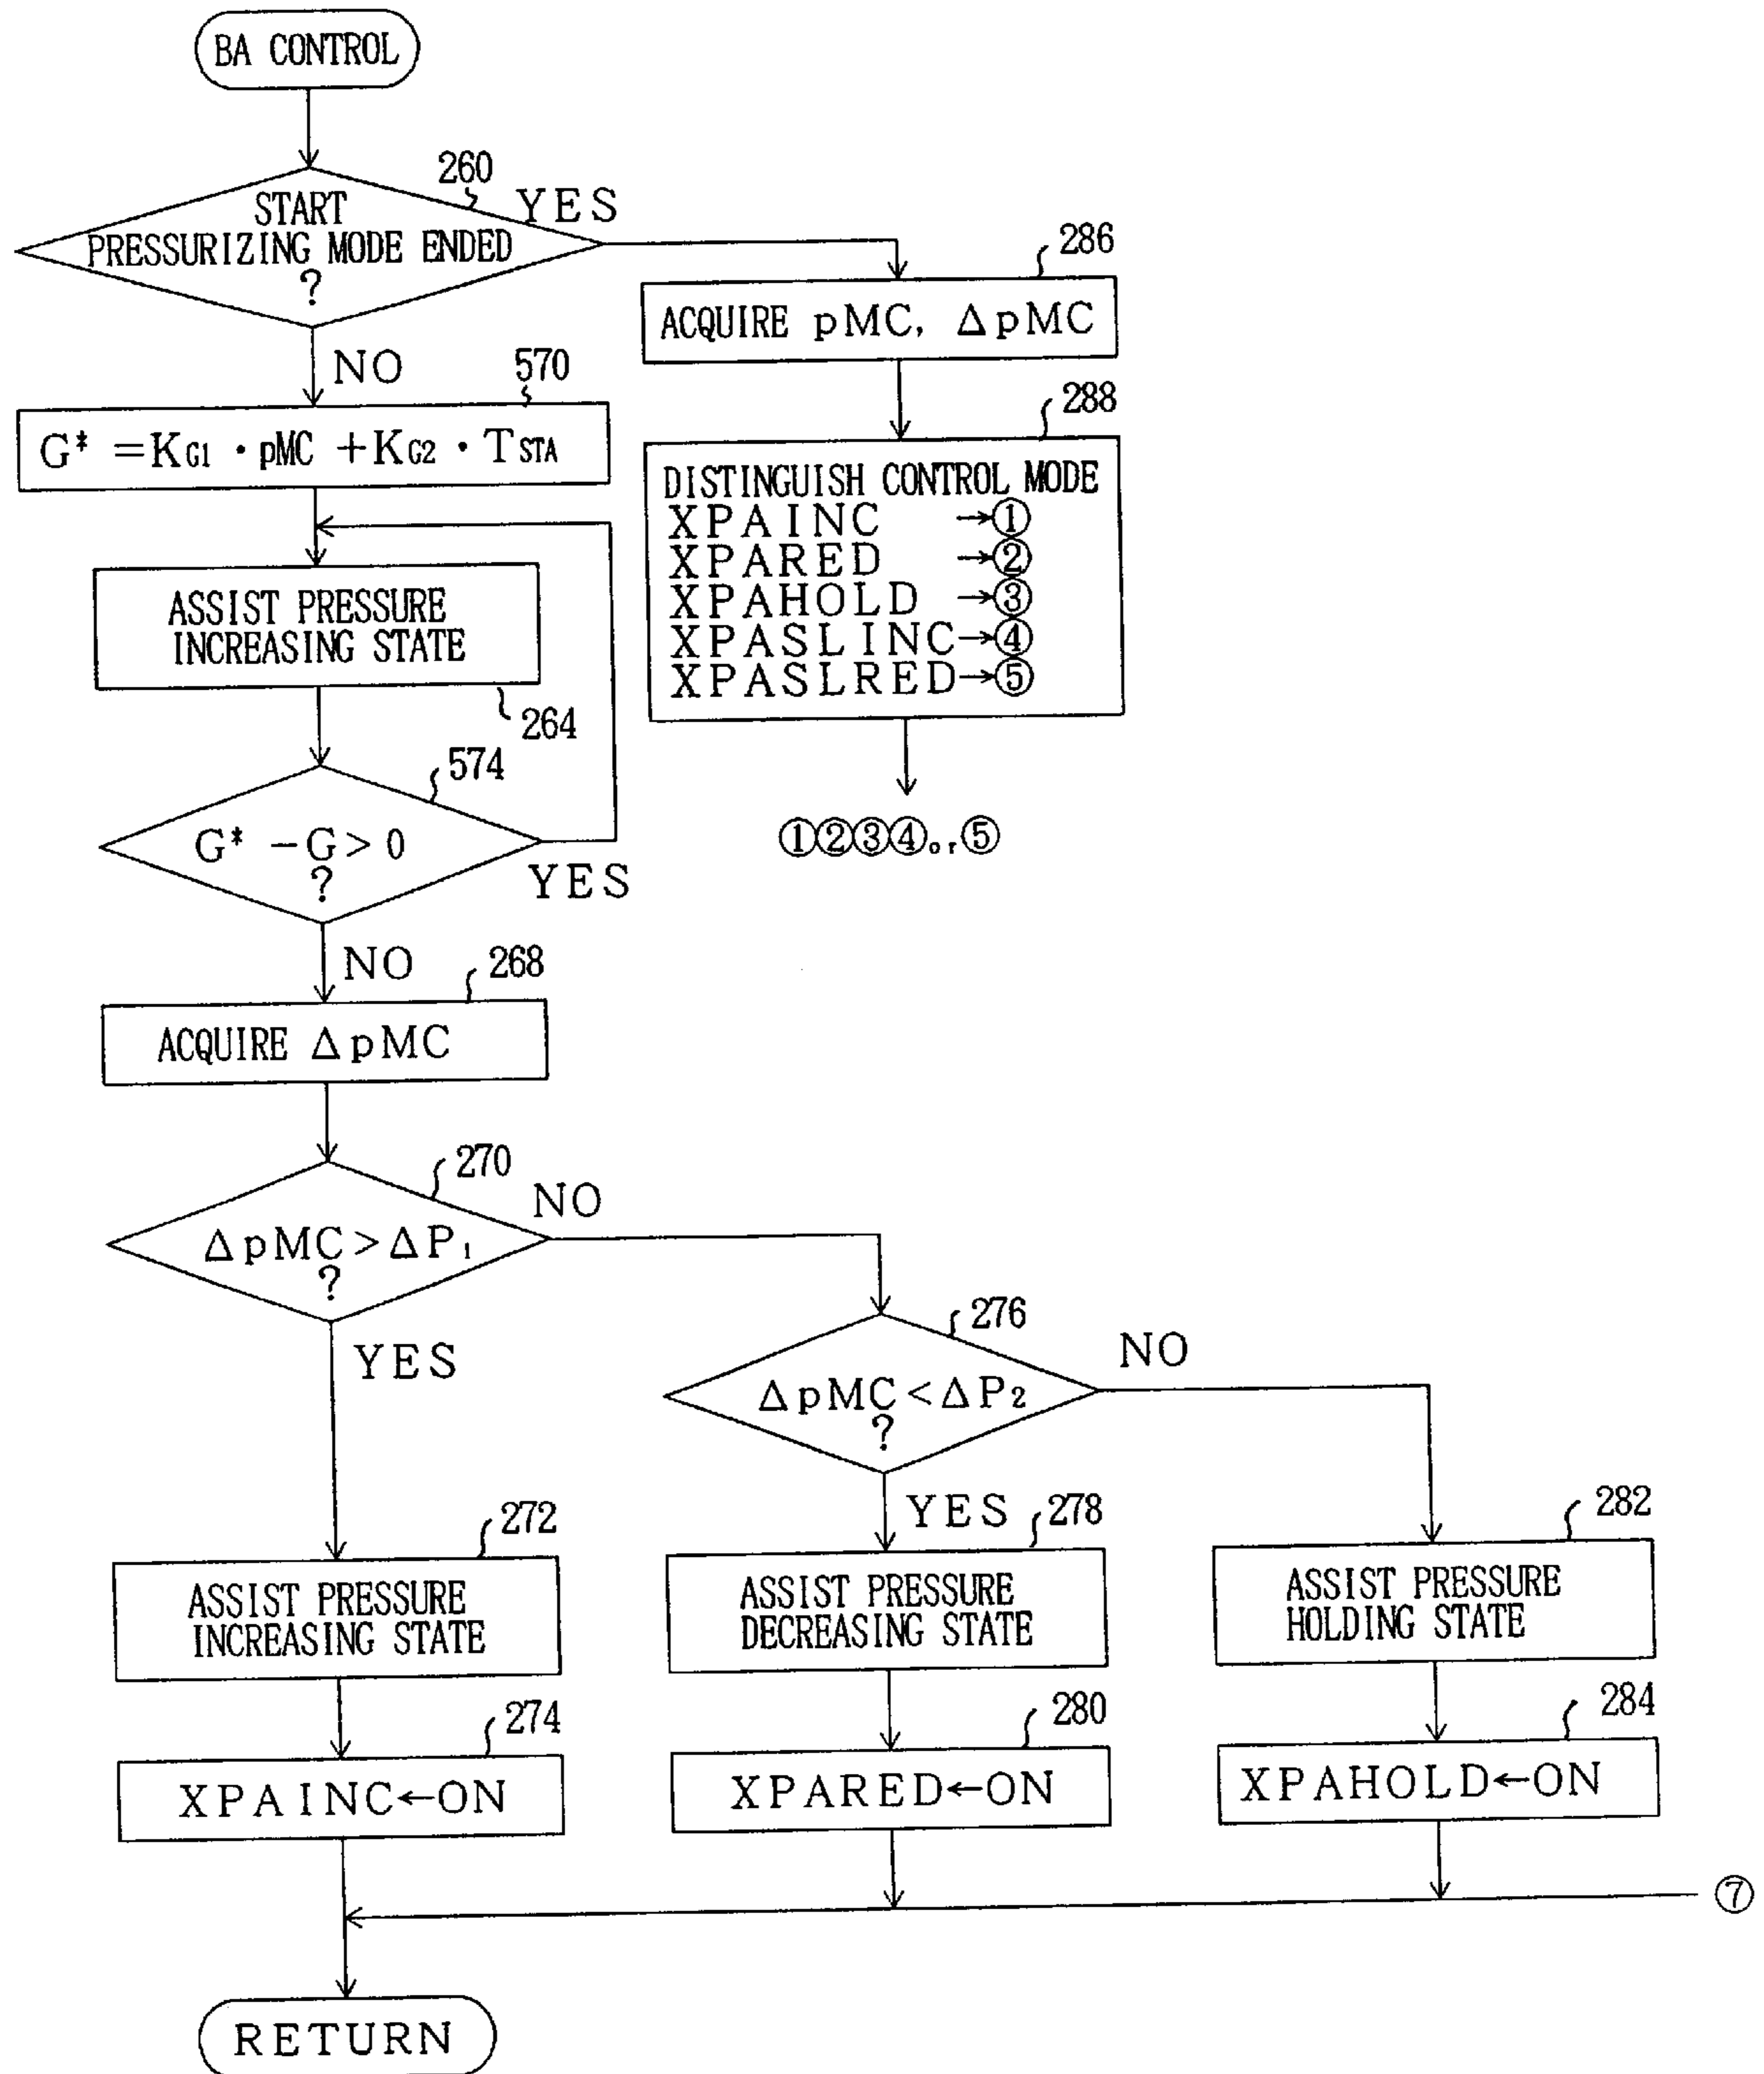 BA CONTROL
260
START
PRESSURIZING MODE ENDED
?
YES
NO
286
ACQUIRE pMC, ΔpMC
570
G* =KG1・pMC +KG2・TSTA
288
DISTINGUISH CONTROL MODE
XPAINC →①
XPARED →②
XPAHOLD →③
XPASLINC→④
XPASLRED→⑤
①②③④or⑤
ASSIST PRESSURE
INCREASING STATE
264
574
G* -G>0
?
YES
NO
268
ACQUIRE ΔpMC
270
ΔpMC>ΔP1
?
NO
YES
276
ΔpMC<ΔP2
?
NO
YES
272
ASSIST PRESSURE
INCREASING STATE
278
ASSIST PRESSURE
DECREASING STATE
282
ASSIST PRESSURE
HOLDING STATE
274
XPAINC←ON
280
XPARED←ON
284
XPAHOLD←ON
⑦
RETURN